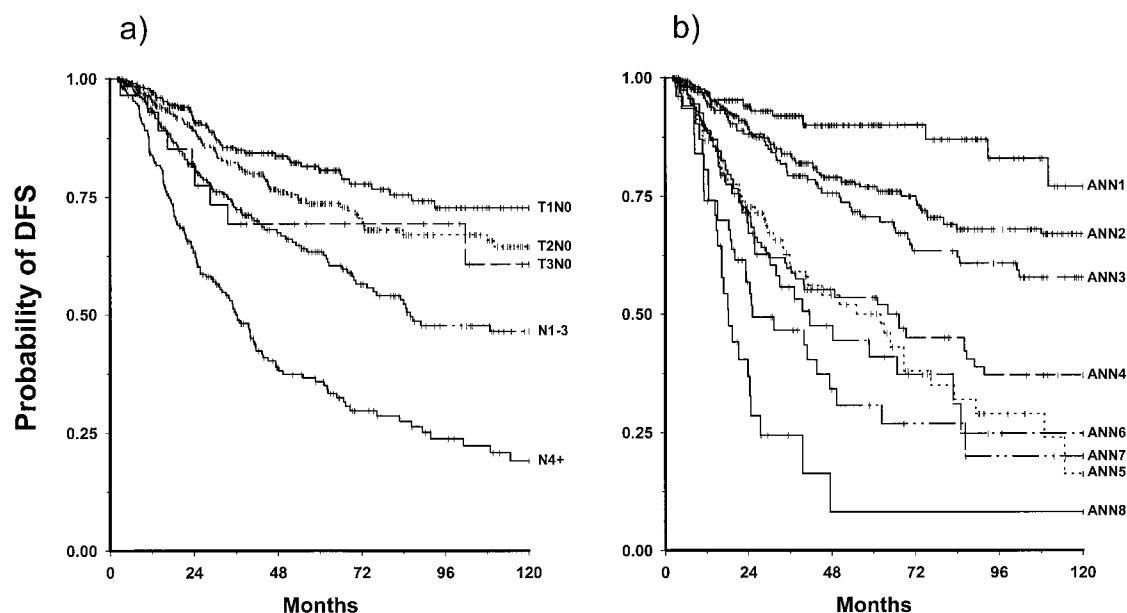 a)
b)
Probability of DFS
1.00
0.75
0.50
0.25
0.00
T1N0
T2N0
T3N0
N1-3
N4+
0 24 48 72 96 120
Months
1.00
0.75
0.50
0.25
0.00
ANN1
ANN2
ANN3
ANN4
ANN6
ANN7
ANN5
ANN8
0 24 48 72 96 120
Months